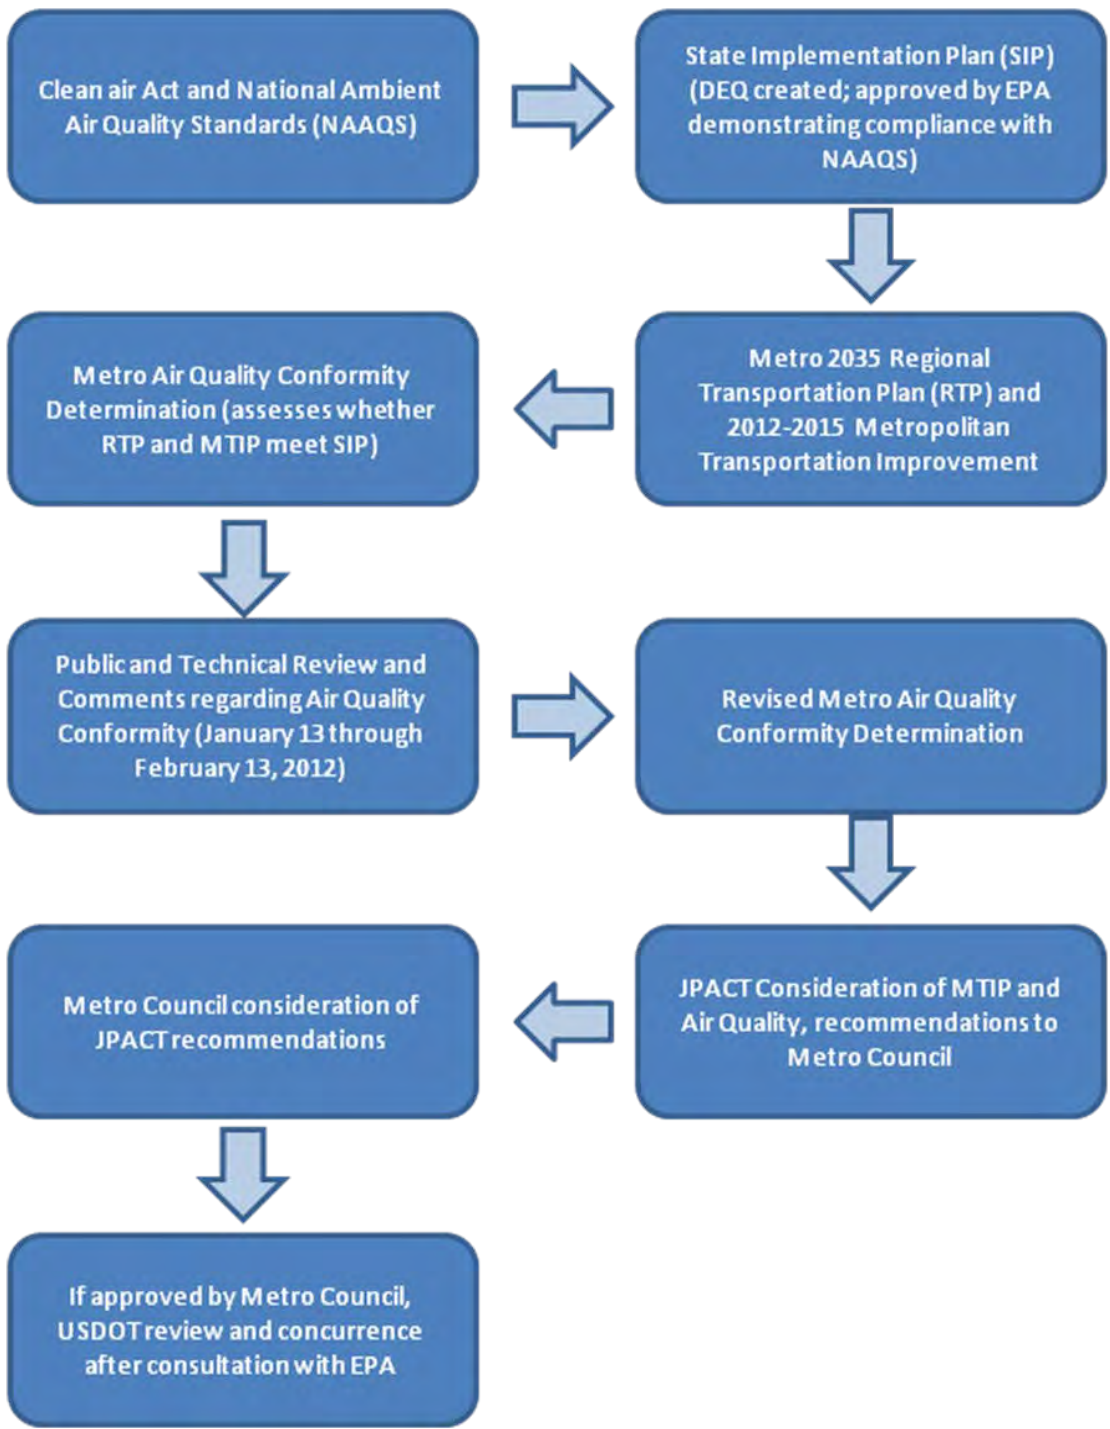 Clean air Act and National Ambient
Air Quality Standards (NAAQS)
State Implementation Plan (SIP)
(DEQ created; approved by EPA
demonstrating compliance with
NAAQS)
Metro 2035 Regional
Transportation Plan (RTP) and
2012-2015 Metropolitan
Transportation Improvement
Metro Air Quality Conformity
Determination (assesses whether
RTP and MTIP meet SIP)
Public and Technical Review and
Comments regarding Air Quality
Conformity (January 13 through
February 13, 2012)
Revised Metro Air Quality
Conformity Determination
JPACT Consideration of MTIP and
Air Quality, recommendations to
Metro Council
Metro Council consideration of
JPACT recommendations
If approved by Metro Council,
USDOT review and concurrence
after consultation with EPA